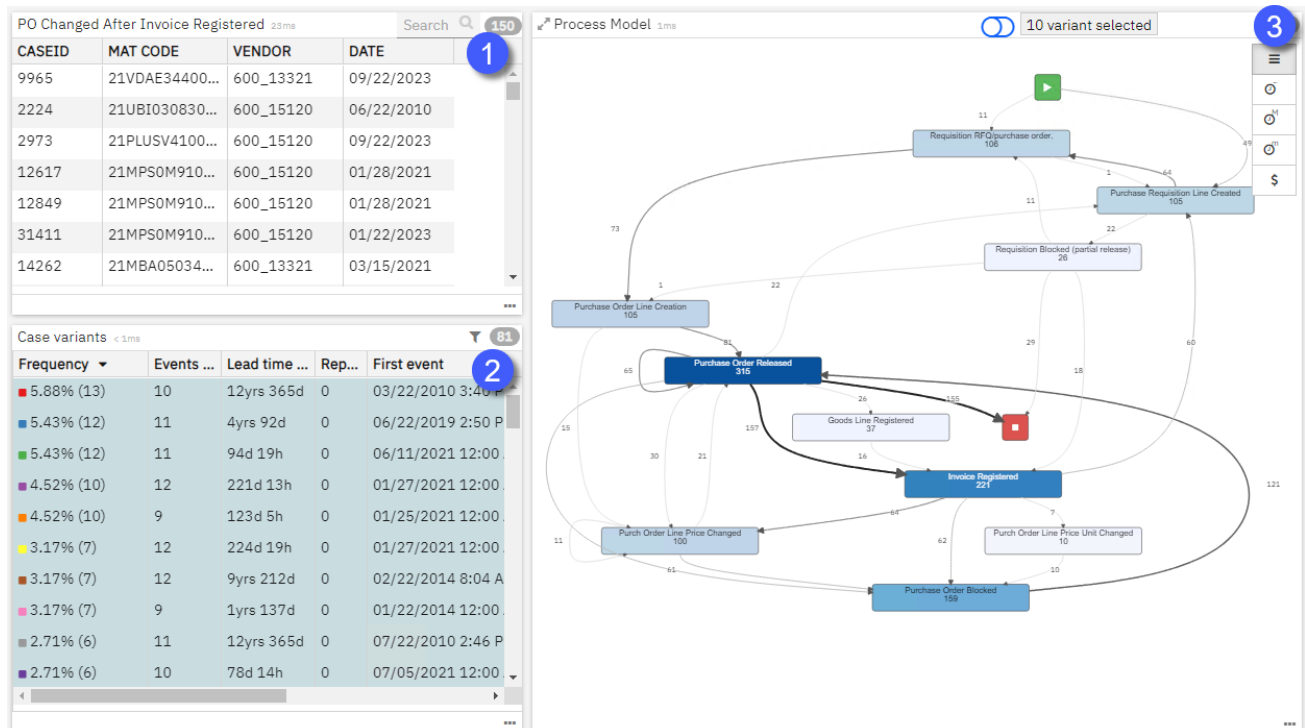 PO Changed After Invoice Registered 23ms Search 150
1
CASEID MAT CODE VENDOR DATE
9965 21VDAE34400... 600_13321 09/22/2023
2224 21UBI030830... 600_15120 06/22/2010
2973 21PLUSV4100... 600_15120 09/22/2023
12617 21MPS0M910... 600_15120 01/28/2021
12849 21MPS0M910... 600_15120 01/28/2021
31411 21MPS0M910... 600_15120 01/22/2023
14262 21MBA05034... 600_13321 03/15/2021
Case variants < 1ms 81
2
Frequency Events ... Lead time ... Rep... First event
5.88% (13) 10 12yrs 365d 0 03/22/2010 3:40 P
5.43% (12) 11 4yrs 92d 0 06/22/2019 2:50 P
5.43% (12) 11 94d 19h 0 06/11/2021 12:00
4.52% (10) 12 221d 13h 0 01/27/2021 12:00
4.52% (10) 9 123d 5h 0 01/25/2021 12:00
3.17% (7) 12 224d 19h 0 01/27/2021 12:00
3.17% (7) 12 9yrs 212d 0 02/22/2014 8:04 A
3.17% (7) 9 1yrs 137d 0 01/22/2014 12:00
2.71% (6) 11 12yrs 365d 0 07/22/2010 2:46 P
2.71% (6) 10 78d 14h 0 07/05/2021 12:00
Process Model 1ms 10 variant selected
3
M
m
$
11
Requisition RFQ/purchase order.
106
49
1
64
Purchase Requisition Line Created
105
11
73
22
Requisition Blocked (partial release)
26
1
22
Purchase Order Line Creation
105
81
29
60
Purchase Order Released
315
65
18
26
155
Goods Line Registered
37
15
157
30
21
16
Invoice Registered
221
121
64
7
11
Purch Order Line Price Changed
100
62
Purch Order Line Price Unit Changed
10
61
10
Purchase Order Blocked
159